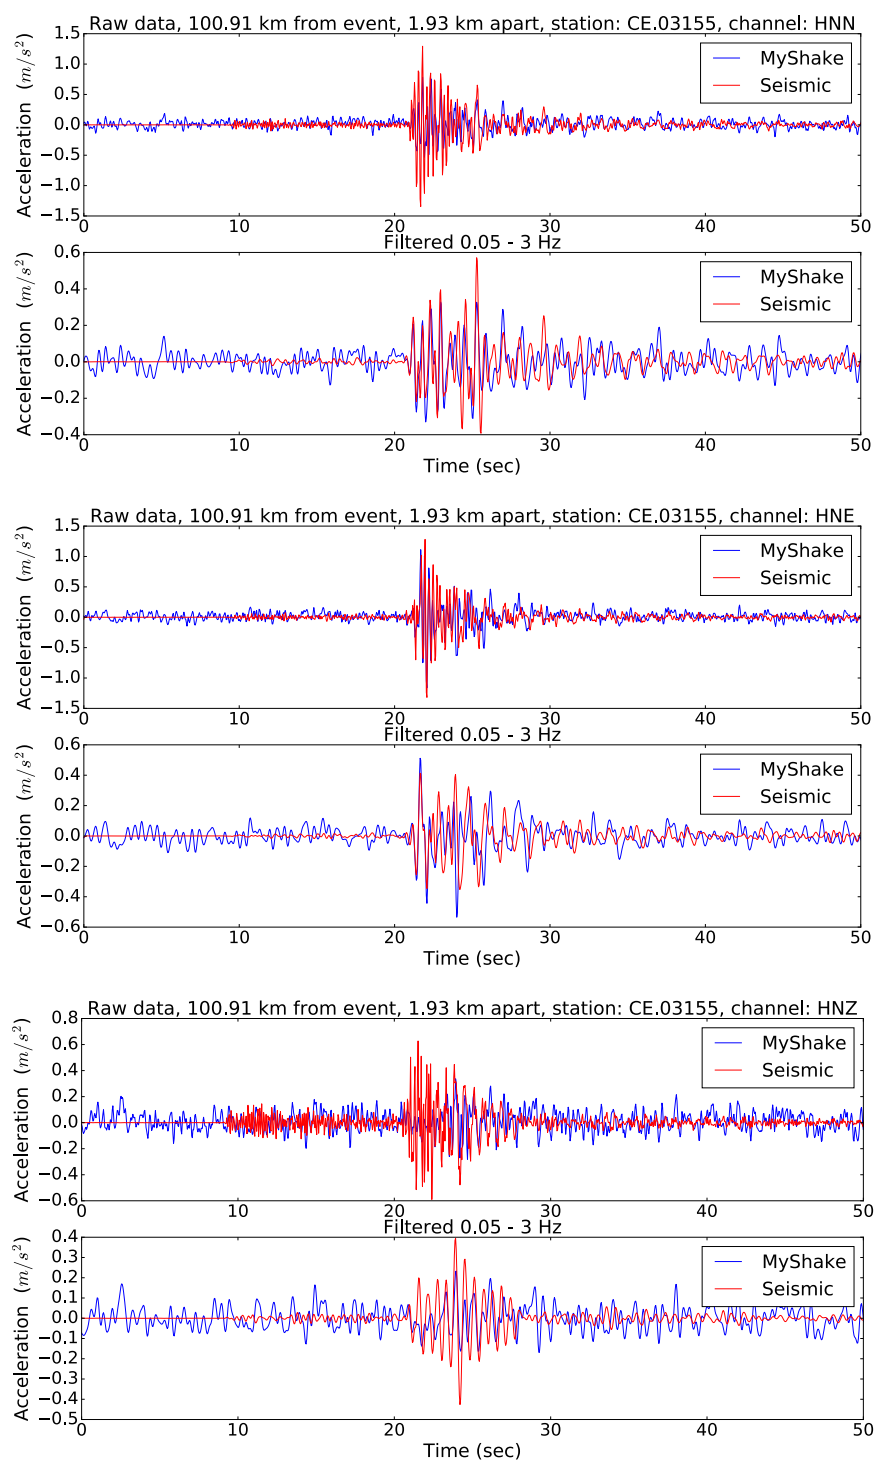 Raw data, 100.91 km from event, 1.93 km apart, station: CE.03155, channel: HNN
1.5
1.0
0.5
0.0
−0.5
−1.0
−1.5
Acceleration (m/s²)
MyShake
Seismic
0 10 20 30 40 50
Filtered 0.05 - 3 Hz
0.6
0.4
0.2
0.0
−0.2
−0.4
Acceleration (m/s²)
MyShake
Seismic
0 10 20 30 40 50
Time (sec)
Raw data, 100.91 km from event, 1.93 km apart, station: CE.03155, channel: HNE
1.5
1.0
0.5
0.0
−0.5
−1.0
−1.5
Acceleration (m/s²)
MyShake
Seismic
0 10 20 30 40 50
Filtered 0.05 - 3 Hz
0.6
0.4
0.2
0.0
−0.2
−0.4
−0.6
Acceleration (m/s²)
MyShake
Seismic
0 10 20 30 40 50
Time (sec)
Raw data, 100.91 km from event, 1.93 km apart, station: CE.03155, channel: HNZ
0.8
0.6
0.4
0.2
0.0
−0.2
−0.4
−0.6
Acceleration (m/s²)
MyShake
Seismic
0 10 20 30 40 50
Filtered 0.05 - 3 Hz
0.4
0.3
0.2
0.1
0.0
−0.1
−0.2
−0.3
−0.4
−0.5
Acceleration (m/s²)
MyShake
Seismic
0 10 20 30 40 50
Time (sec)